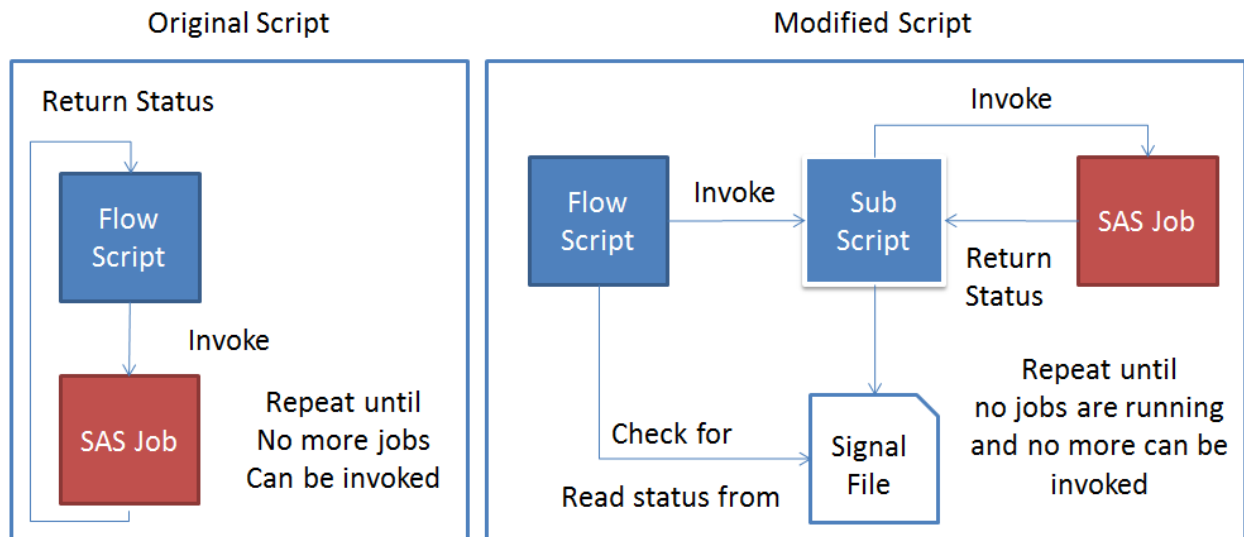 Original Script
Return Status
Flow
Script
Invoke
SAS Job
Repeat until
No more jobs
Can be invoked
Modified Script
Invoke
Flow
Script
Invoke
Sub
Script
SAS Job
Return
Status
Check for
Read status from
Signal
File
Repeat until
no jobs are running
and no more can be
invoked